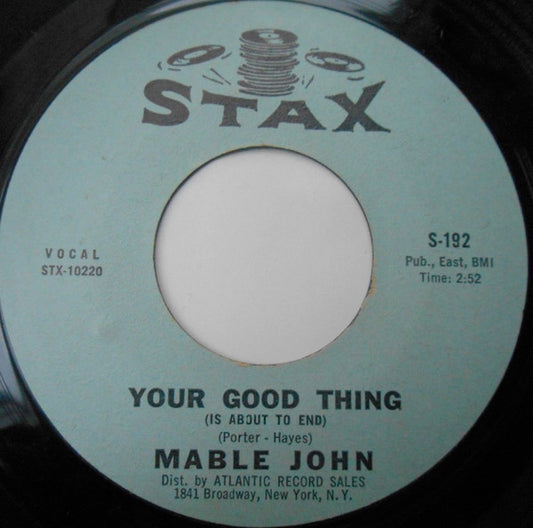 STAX
VOCAL
STX-10220
S-192
Pub., East, BMI
Time: 2:52
YOUR GOOD THING
(IS ABOUT TO END)
(Porter - Hayes)
MABLE JOHN
Dist. by ATLANTIC RECORD SALES
1841 Broadway, New York, N. Y.